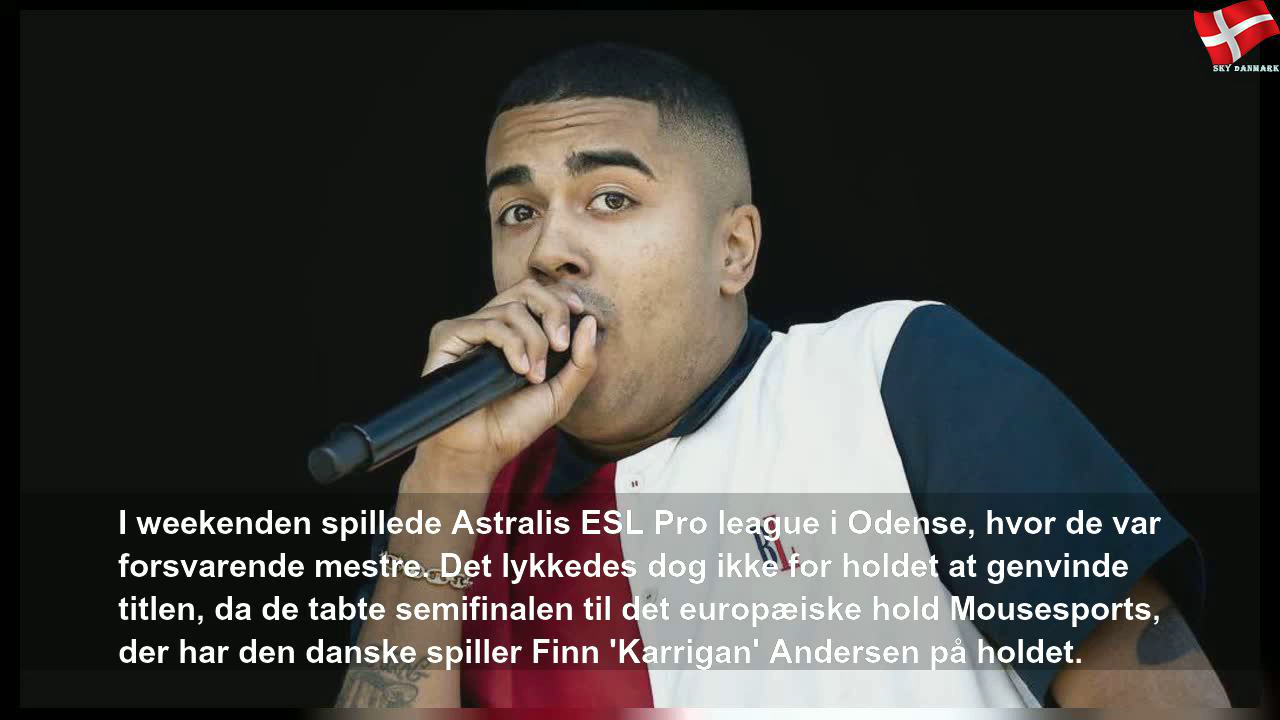 SKY DANMARK
I weekenden spillede Astralis ESL Pro league i Odense, hvor de var
forsvarende mestre. Det lykkedes dog ikke for holdet at genvinde
titlen, da de tabte semifinalen til det europæiske hold Mousesports,
der har den danske spiller Finn 'Karrigan' Andersen på holdet.